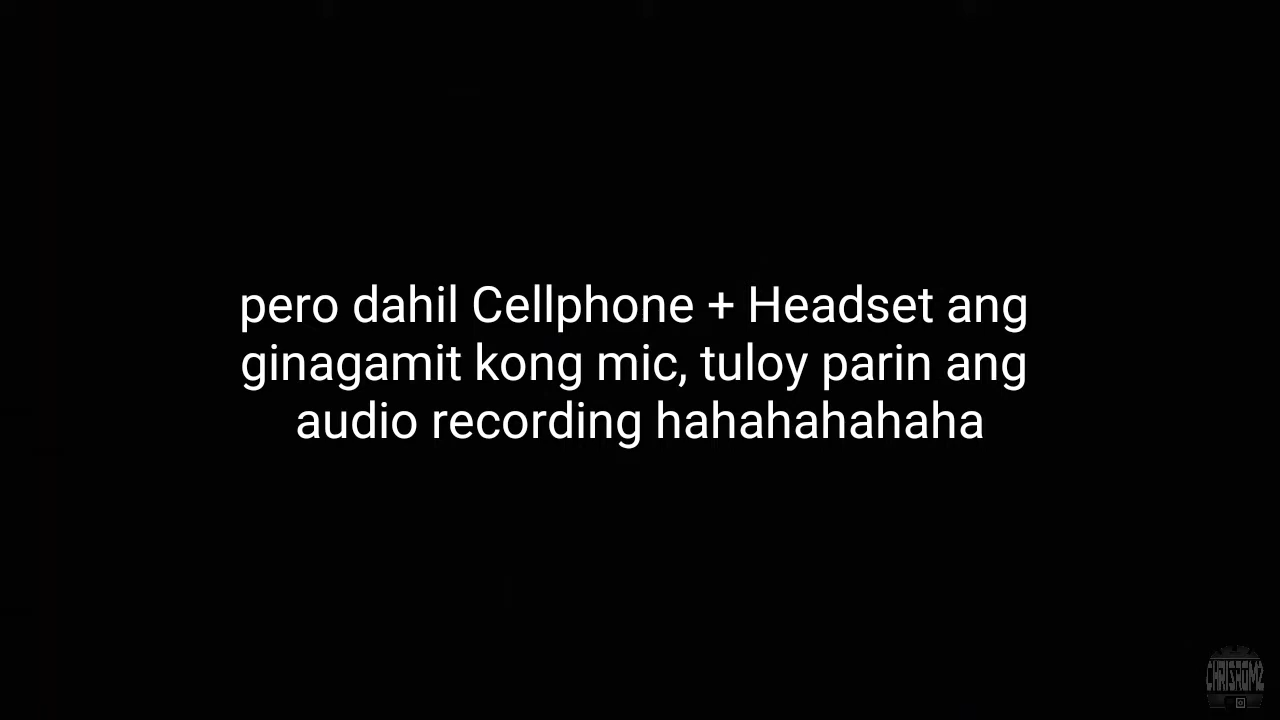 pero dahil Cellphone + Headset ang
ginagamit kong mic, tuloy parin ang
audio recording hahahahahaha